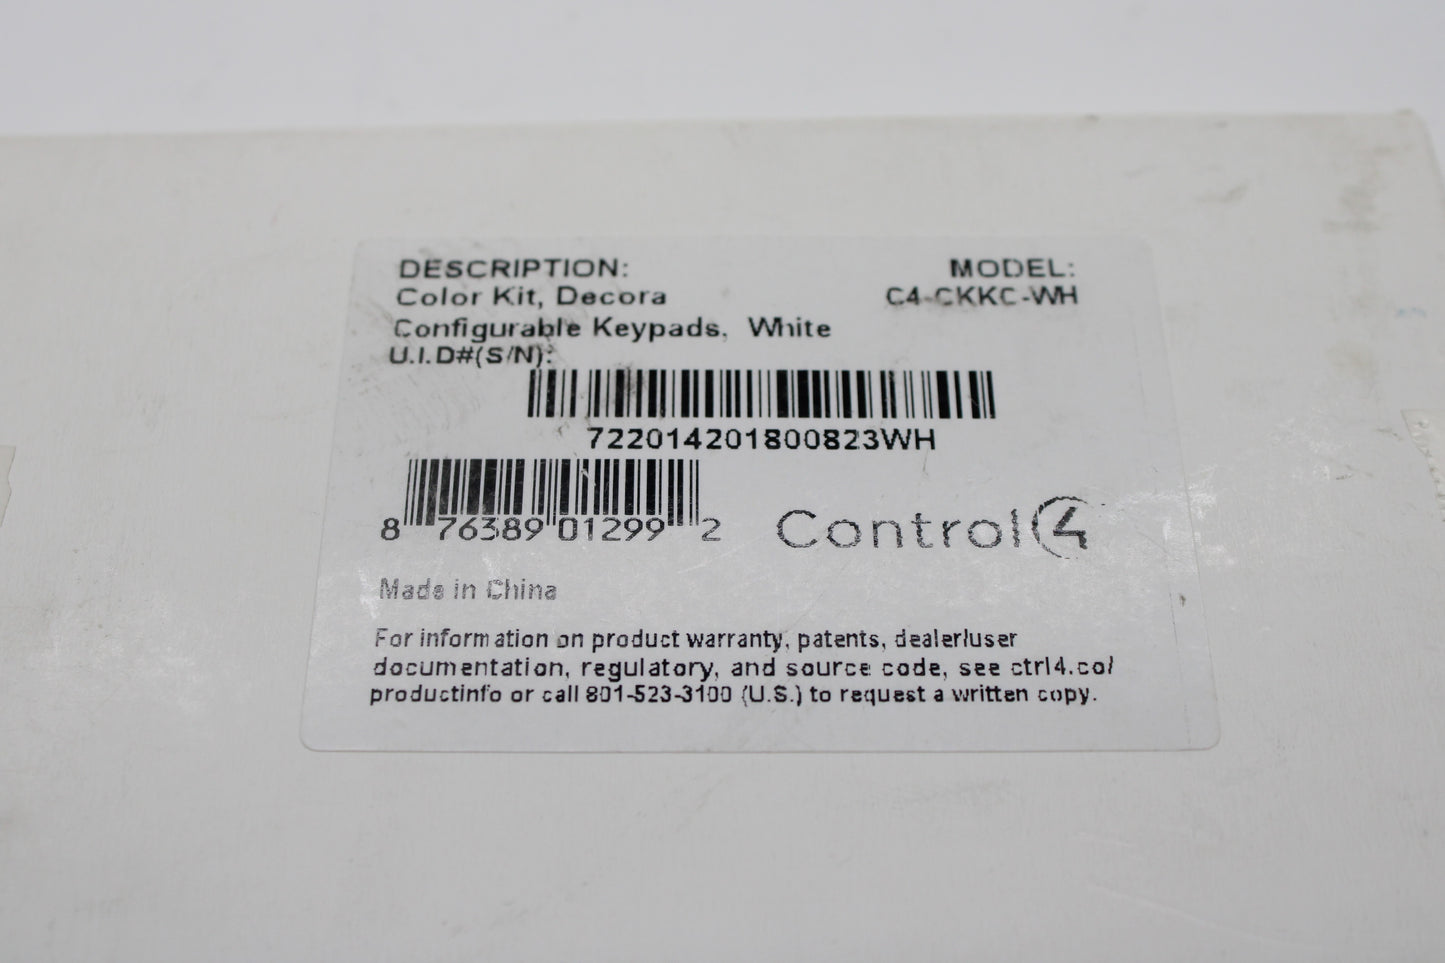 DESCRIPTION: MODEL:
Color Kit, Decora C4-CKKC-WH
Configurable Keypads, White
U.I.D#(S/N):
722014201800823WH
8 76389 01299 2
Control4
Made in China
For information on product warranty, patents, dealer/user
documentation, regulatory, and source code, see ctrl4.co/
productinfo or call 801-523-3100 (U.S.) to request a written copy.